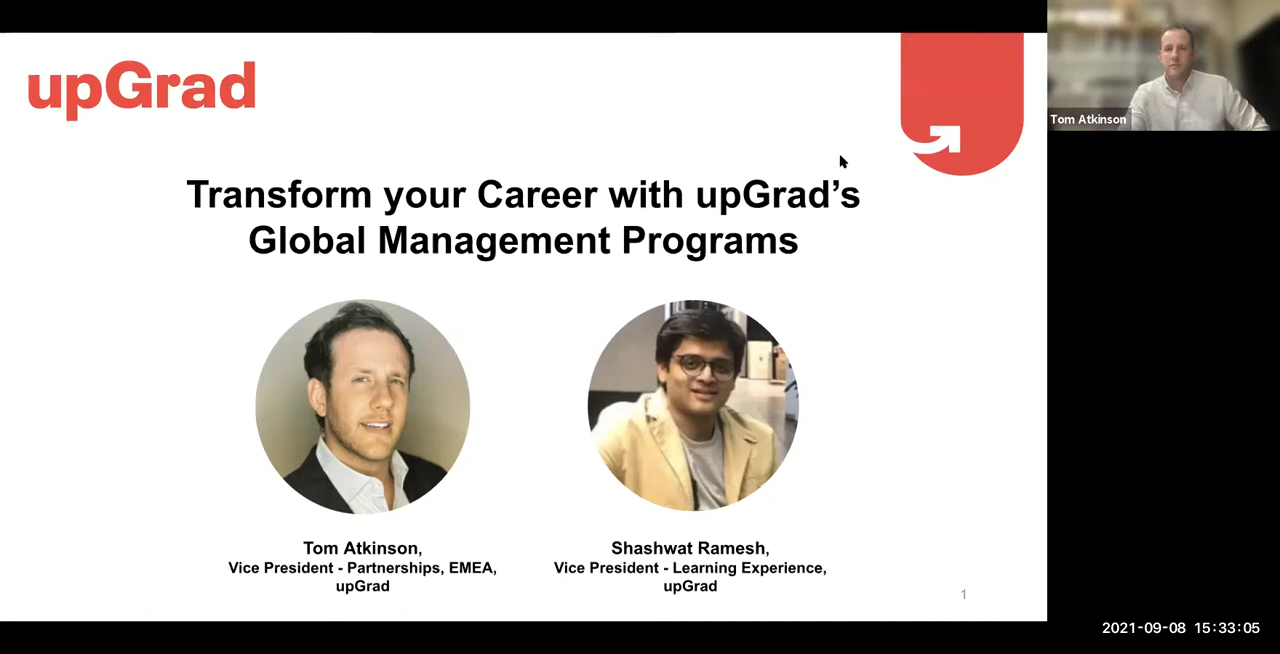 upGrad
Tom Atkinson
Transform your Career with upGrad’s
Global Management Programs
Tom Atkinson,
Vice President - Partnerships, EMEA,
upGrad
Shashwat Ramesh,
Vice President - Learning Experience,
upGrad
1
2021-09-08 15:33:05